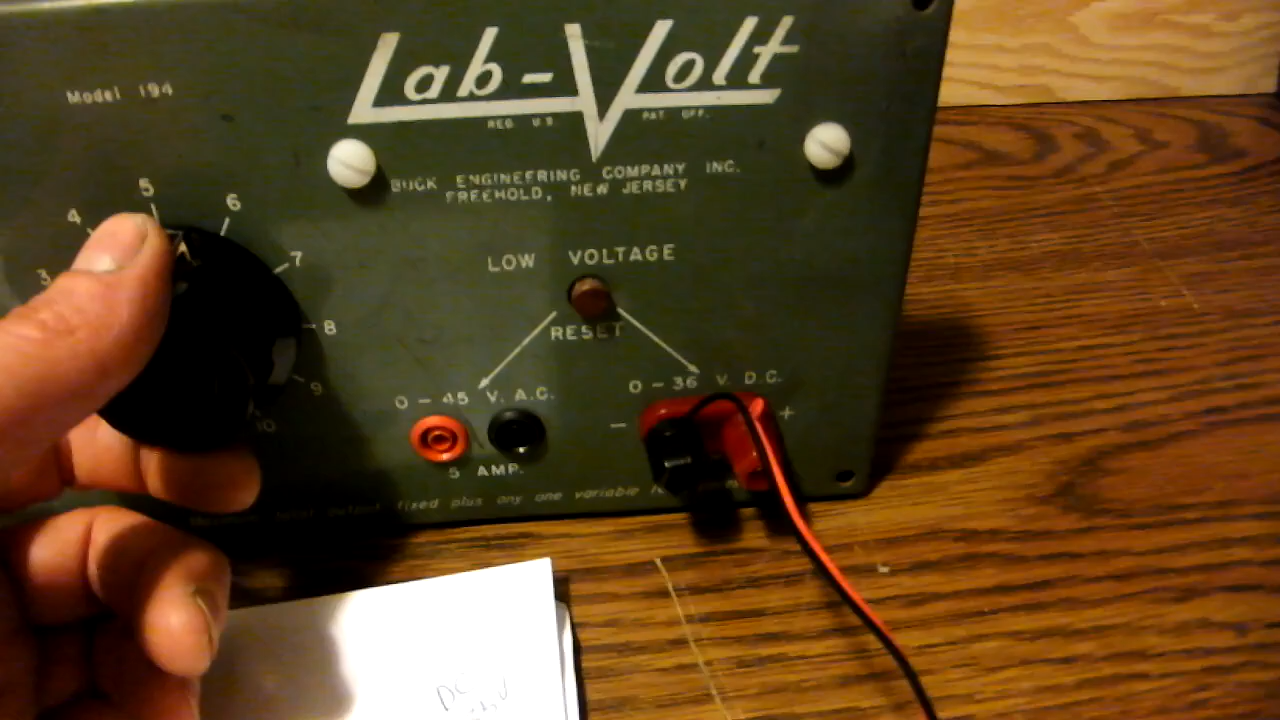 Lab-Volt
Model 194
REG. U.S. PAT. OFF.
BUCK ENGINEERING COMPANY INC.
FREEHOLD, NEW JERSEY
3
4
5
6
7
8
9
10
LOW VOLTAGE
RESET
0 - 45 V. A.C.
0 - 36 V. D.C.
- +
5 AMP.
output fixed plus any one variable
DC